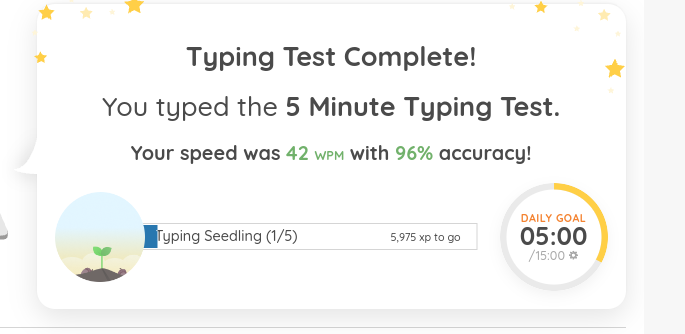 Typing Test Complete!
You typed the 5 Minute Typing Test.
Your speed was 42 WPM with 96% accuracy!
Typing Seedling (1/5)
5,975 xp to go
DAILY GOAL
05:00
/15:00